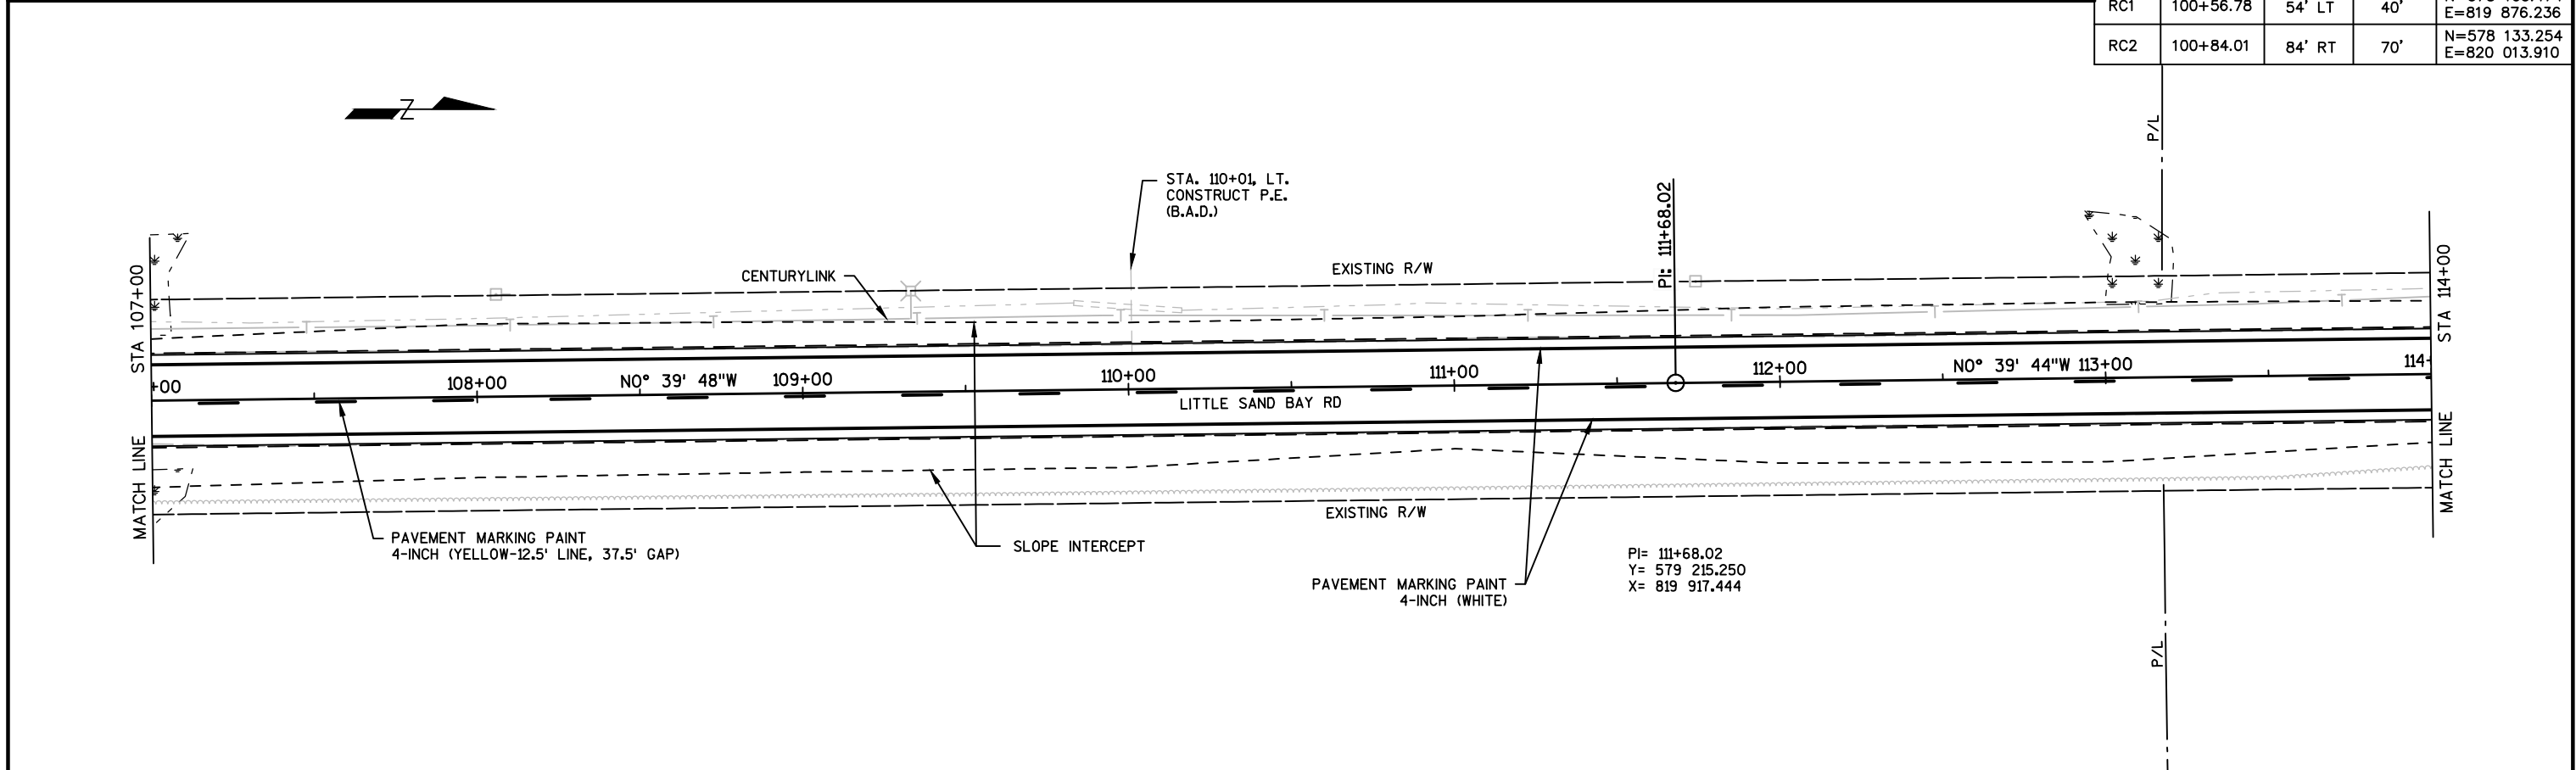 RC1 100+56.78 54' LT 40'
E=819 876.236
RC2 100+84.01 84' RT 70' N=578 133.254
E=820 013.910
Z
P/L
STA. 110+01, LT.
CONSTRUCT P.E.
(B.A.D.)
PI: 111+68.02
CENTURYLINK
EXISTING R/W
STA 107+00
STA 114+00
+00
108+00
N0° 39' 48"W
109+00
110+00
111+00
112+00
N0° 39' 44"W
113+00
114+
LITTLE SAND BAY RD
MATCH LINE
MATCH LINE
EXISTING R/W
PAVEMENT MARKING PAINT
4-INCH (YELLOW-12.5' LINE, 37.5' GAP)
SLOPE INTERCEPT
PAVEMENT MARKING PAINT
4-INCH (WHITE)
PI= 111+68.02
Y= 579 215.250
X= 819 917.444
P/L